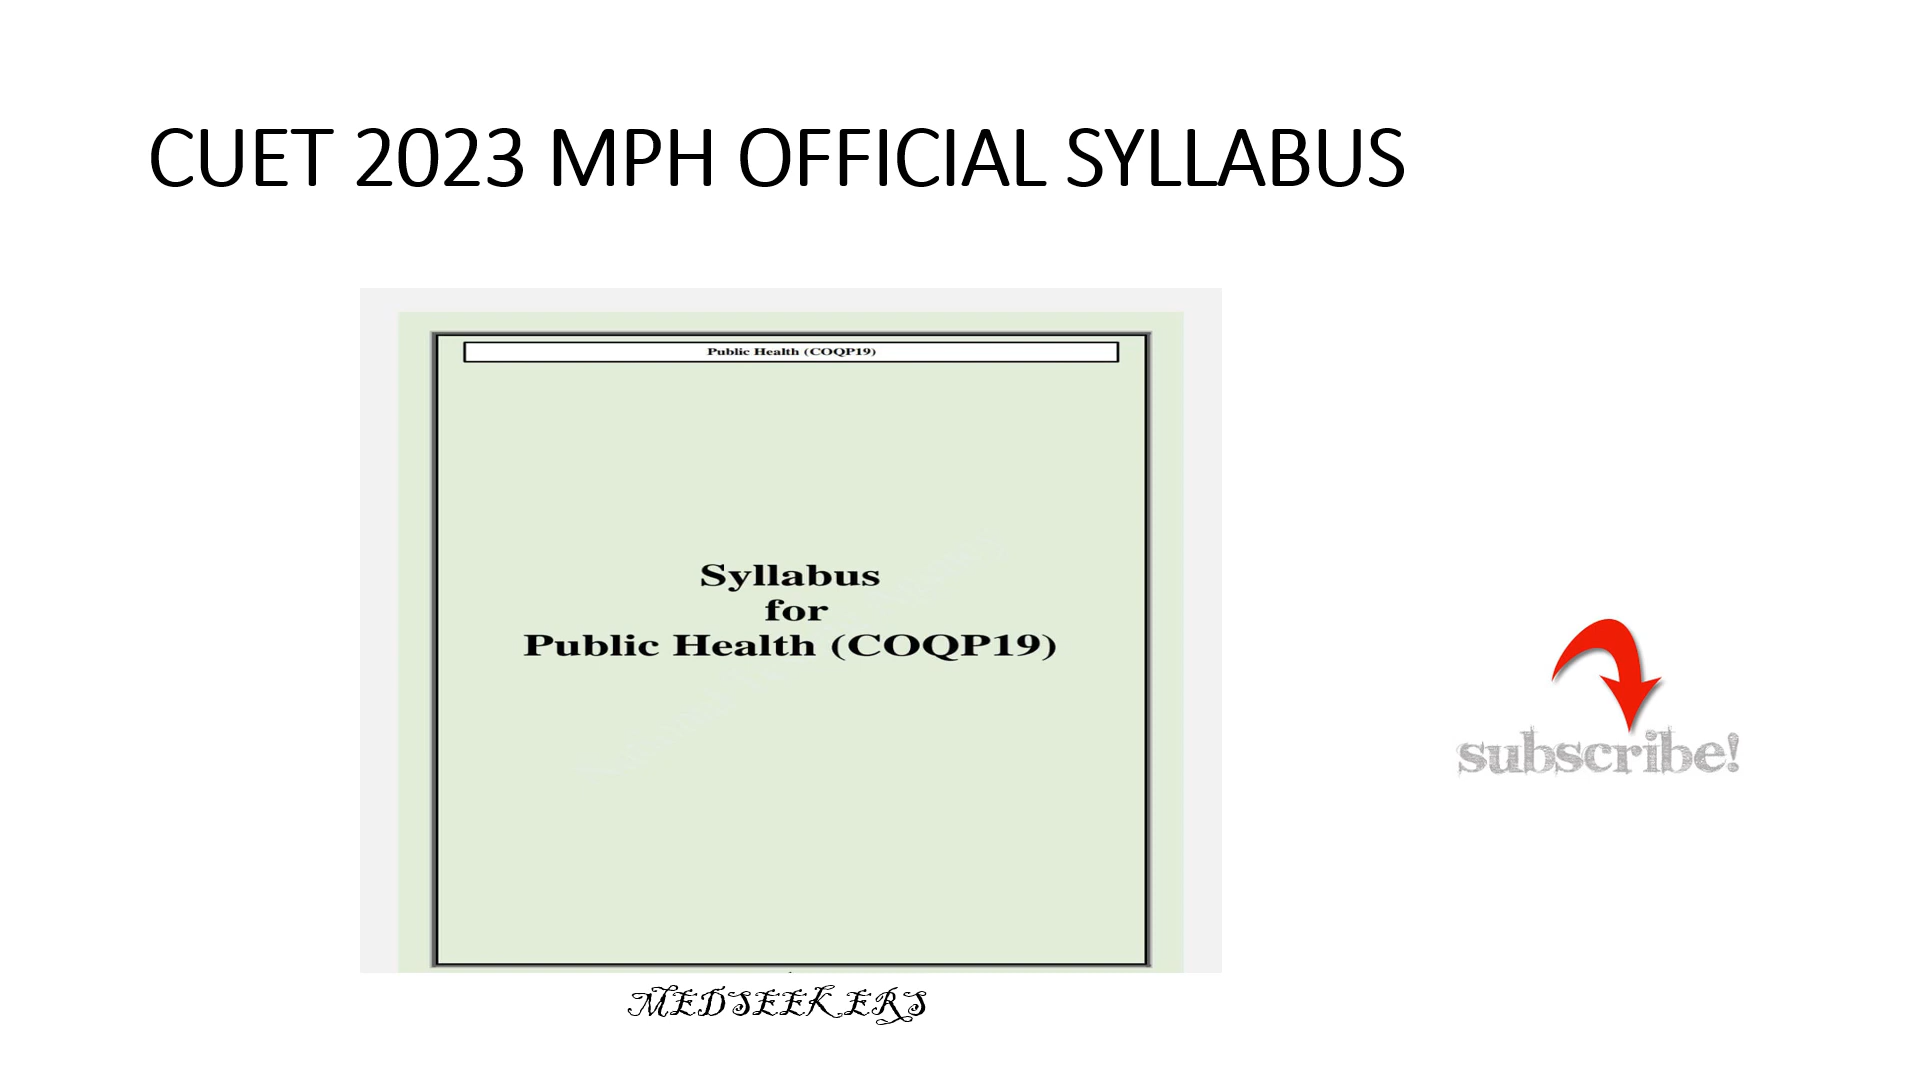 CUET 2023 MPH OFFICIAL SYLLABUS
Public Health (COQP19)
Syllabus
for
Public Health (COQP19)
subscribe!
MEDSEEKERS